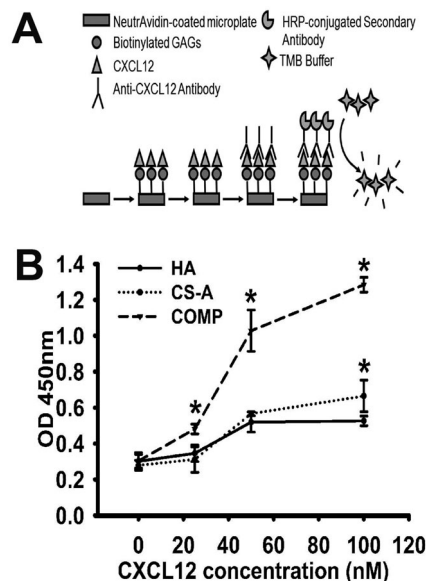 A
NeutrAvidin-coated microplate
Biotinylated GAGs
CXCL12
Anti-CXCL12 Antibody
HRP-conjugated Secondary
Antibody
TMB Buffer
B
1.4
1.2
1.0
0.8
0.6
0.4
0.2
0.0
OD 450nm
HA
CS-A
COMP
*
*
*
*
0 20 40 60 80 100 120
CXCL12 concentration (nM)